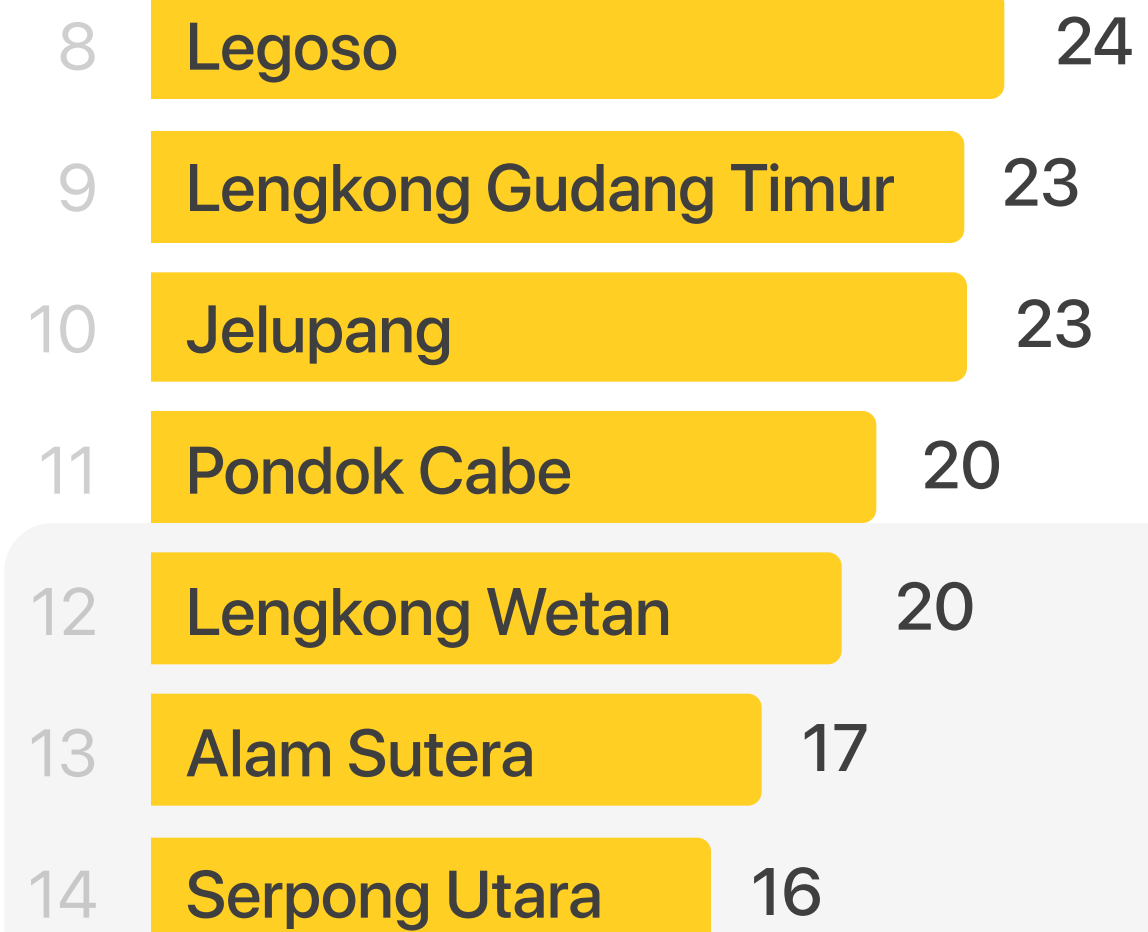 8 Legoso 24
9 Lengkong Gudang Timur 23
10 Jelupang 23
11 Pondok Cabe 20
12 Lengkong Wetan 20
13 Alam Sutera 17
14 Serpong Utara 16